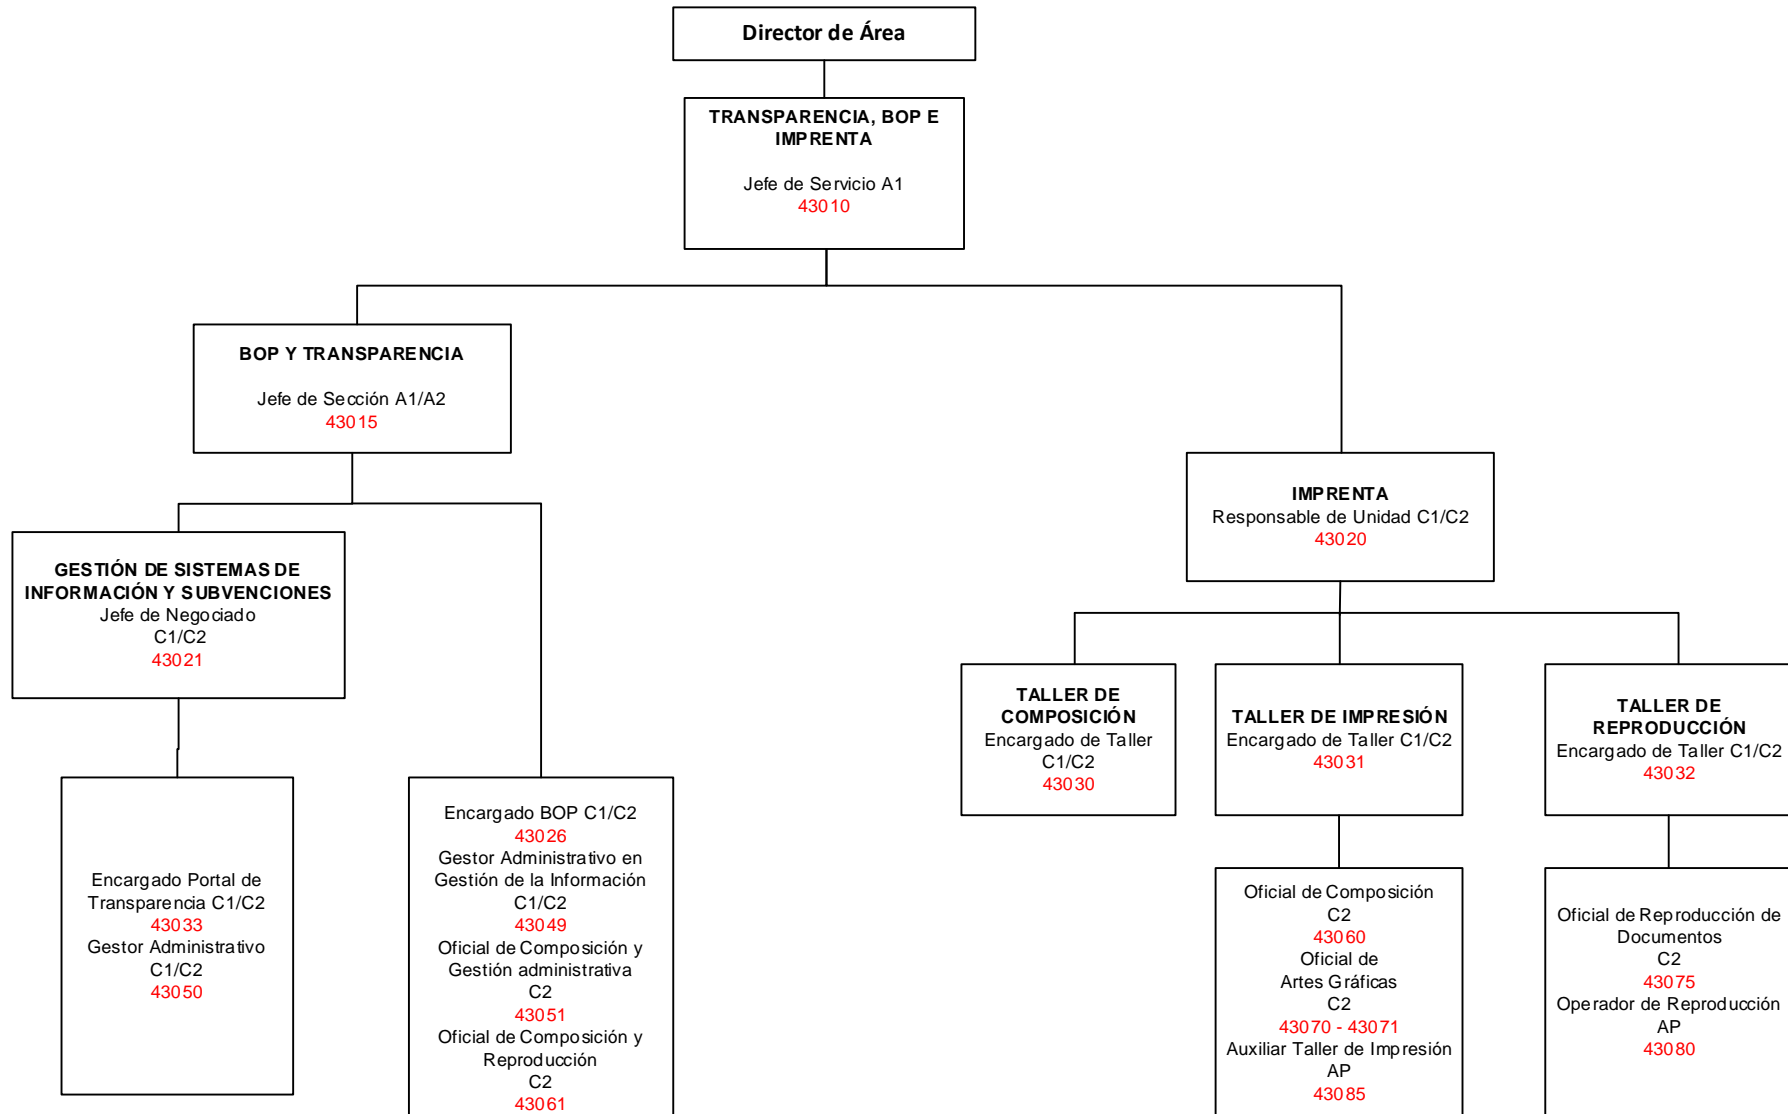 Director de Área
TRANSPARENCIA, BOP E
IMPRENTA
Jefe de Servicio A1
43010
BOP Y TRANSPARENCIA
Jefe de Sección A1/A2
43015
IMPRENTA
Responsable de Unidad C1/C2
43020
GESTIÓN DE SISTEMAS DE
INFORMACIÓN Y SUBVENCIONES
Jefe de Negociado
C1/C2
43021
TALLER DE
COMPOSICIÓN
Encargado de Taller
C1/C2
43030
TALLER DE IMPRESIÓN
Encargado de Taller C1/C2
43031
TALLER DE
REPRODUCCIÓN
Encargado de Taller C1/C2
43032
Encargado Portal de
Transparencia C1/C2
43033
Gestor Administrativo
C1/C2
43050
Encargado BOP C1/C2
43026
Gestor Administrativo en
Gestión de la Información
C1/C2
43049
Oficial de Composición y
Gestión administrativa
C2
43051
Oficial de Composición y
Reproducción
C2
43061
Oficial de Composición
C2
43060
Oficial de
Artes Gráficas
C2
43070 - 43071
Auxiliar Taller de Impresión
AP
43085
Oficial de Reproducción de
Documentos
C2
43075
Operador de Reproducción
AP
43080